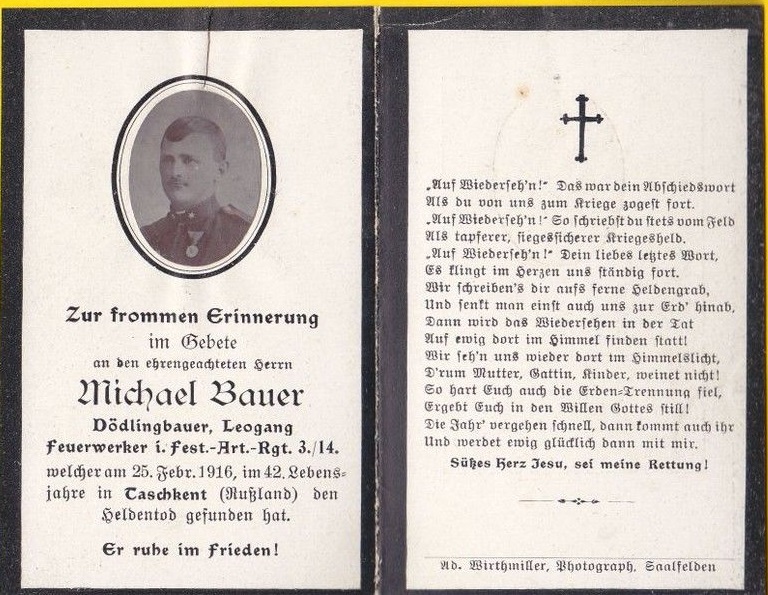 Zur frommen Erinnerung
im Gebete
an den ehrengeachteten Herrn
Michael Bauer
Dödlingbauer, Leogang
Feuerwerker i. Fest.-Art.-Rgt. 3./14.
welcher am 25. Febr. 1916, im 42. Lebens-
jahre in Taschkent (Rußland) den
Heldentod gefunden hat.
Er ruhe im Frieden!
„Auf Wiederseh'n!“ Das war dein Abschiedswort
Als du von uns zum Kriege zogest fort.
„Auf Wiederseh'n!“ So schriebst du stets vom Feld
Als tapferer, siegessicherer Kriegesheld.
„Auf Wiederseh'n!“ Dein liebes letztes Wort,
Es klingt im Herzen uns ständig fort.
Wir schreiben's dir aufs ferne Heldengrab,
Und senkt man einst auch uns zur Erd' hinab,
Dann wird das Wiedersehen in der Tat
Auf ewig dort im Himmel finden statt!
Wir seh'n uns wieder dort im Himmelslicht,
D'rum Mutter, Gattin, Kinder, weinet nicht!
So hart Euch auch die Erden-Trennung fiel,
Ergebt Euch in den Willen Gottes still!
Die Jahr' vergehen schnell, dann kommt auch ihr
Und werdet ewig glücklich dann mit mir.
Süßes Herz Jesu, sei meine Rettung!
Ad. Wirthmiller, Photograph, Saalfelden